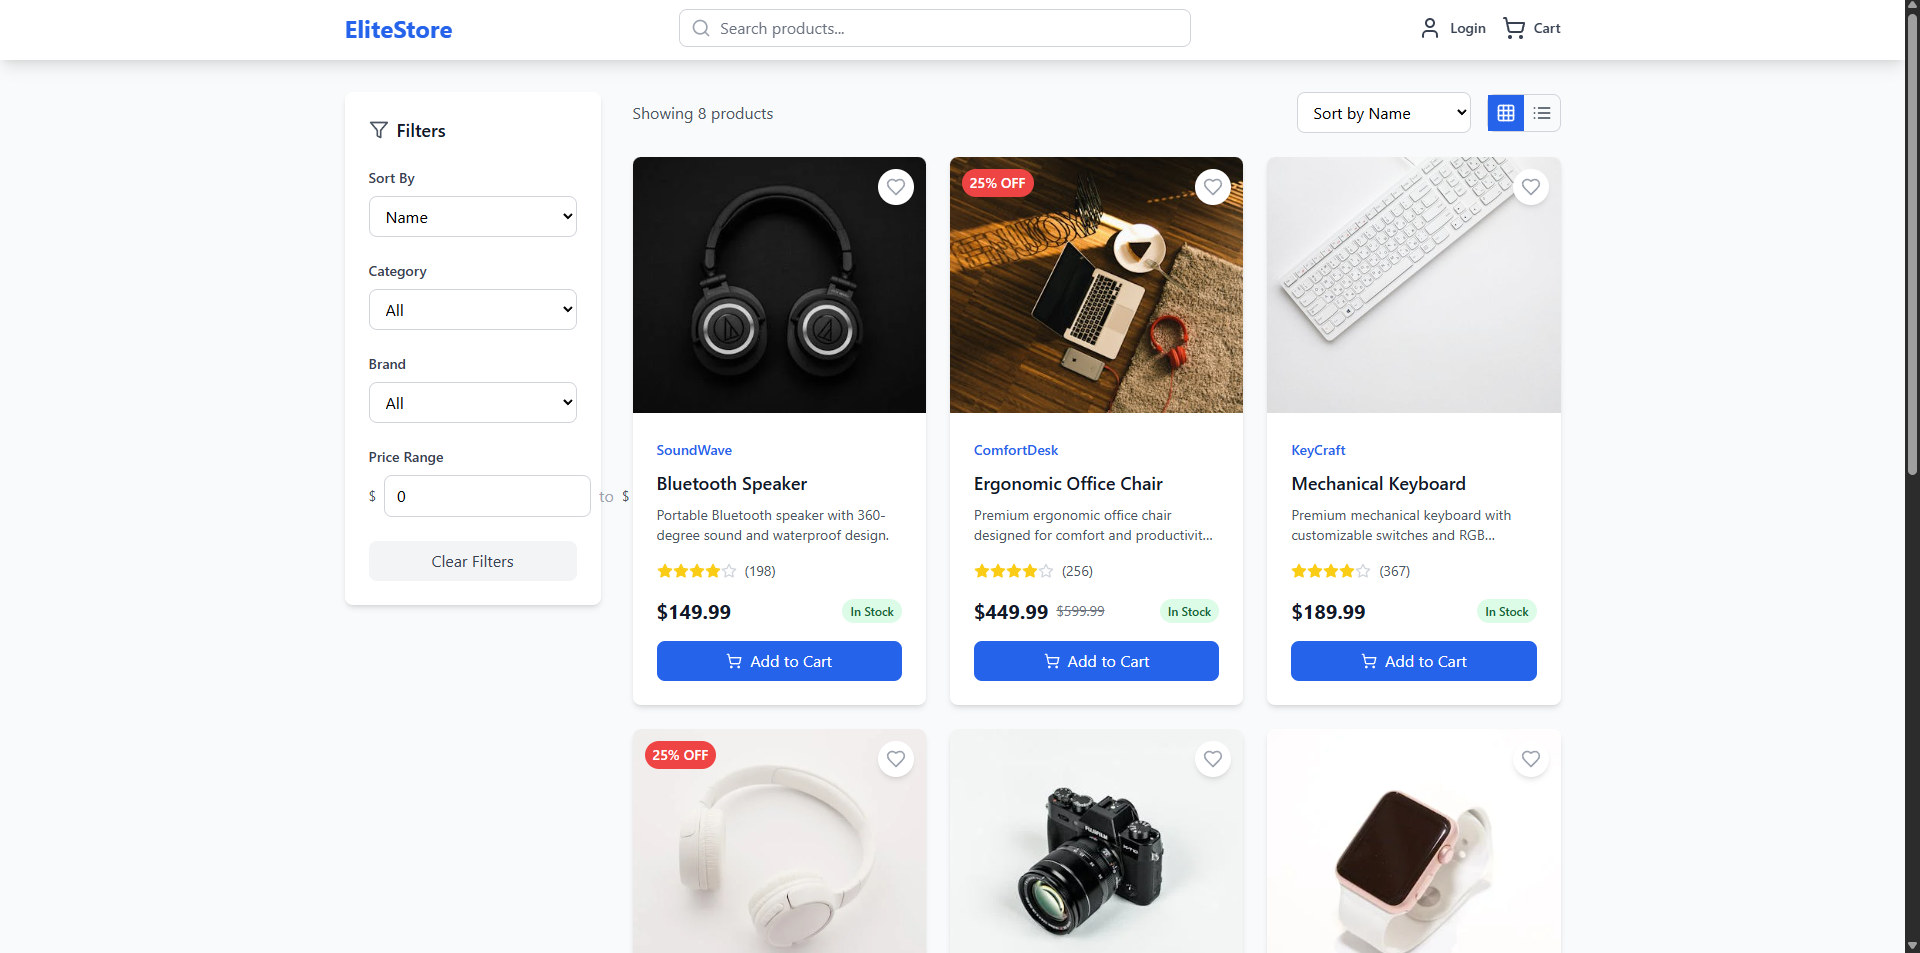 EliteStore
Search products...
Login
Cart
Filters
Sort By
Name
Category
All
Brand
All
Price Range
$ 0 to $
Clear Filters
Showing 8 products
Sort by Name
SoundWave
Bluetooth Speaker
Portable Bluetooth speaker with 360-
degree sound and waterproof design.
(198)
$149.99
In Stock
Add to Cart
25% OFF
ComfortDesk
Ergonomic Office Chair
Premium ergonomic office chair
designed for comfort and productivit...
(256)
$449.99 $599.99
In Stock
Add to Cart
KeyCraft
Mechanical Keyboard
Premium mechanical keyboard with
customizable switches and RGB...
(367)
$189.99
In Stock
Add to Cart
25% OFF
FUJIFILM